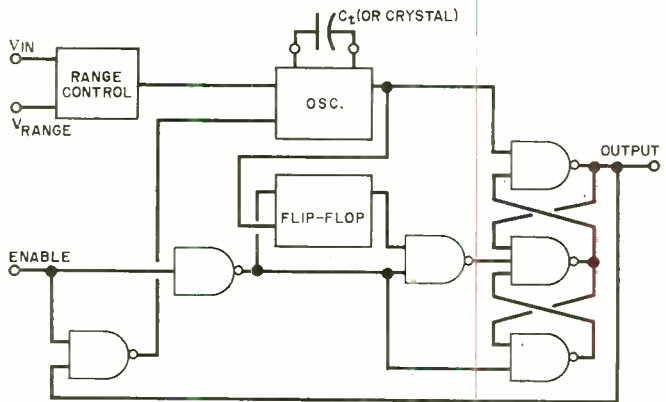 Ct (OR CRYSTAL)
VIN
RANGE
CONTROL
OSC.
VRANGE
OUTPUT
FLIP-FLOP
ENABLE